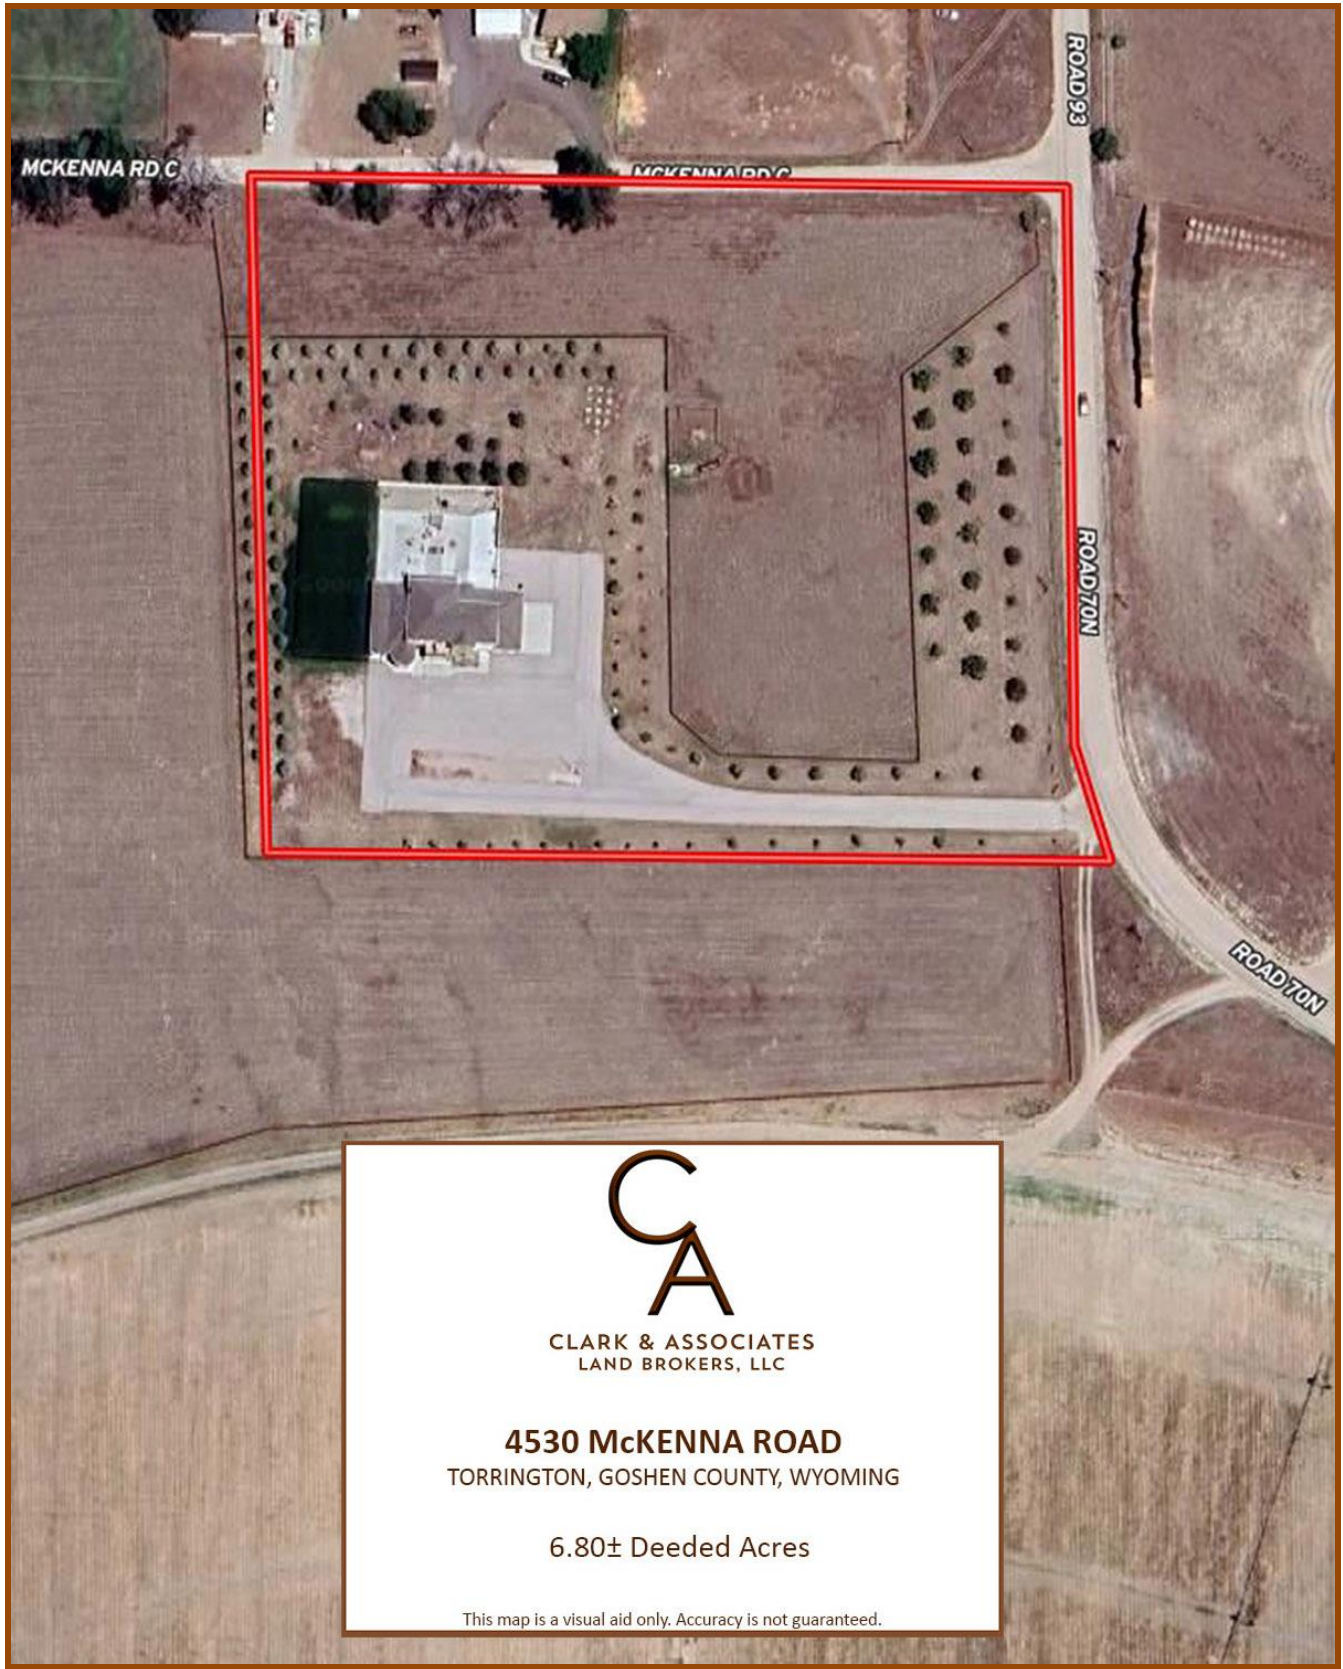 ROAD 93
MCKENNA RD C
MCKENNA RD C
ROAD 70N
ROAD 70N
CA
CLARK & ASSOCIATES
LAND BROKERS, LLC
4530 McKENNA ROAD
TORRINGTON, GOSHEN COUNTY, WYOMING
6.80± Deeded Acres
This map is a visual aid only. Accuracy is not guaranteed.